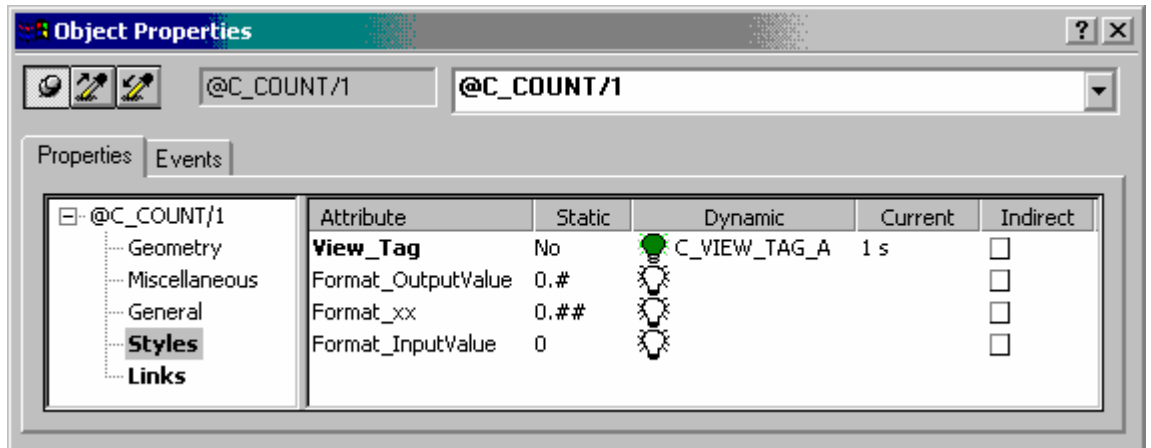 Object Properties
@C_COUNT/1 @C_COUNT/1
Properties Events
@C_COUNT/1
Geometry
Miscellaneous
General
Styles
Links
Attribute Static Dynamic Current Indirect
View_Tag No C_VIEW_TAG_A 1 s
Format_OutputValue 0.#
Format_xx 0.##
Format_InputValue 0